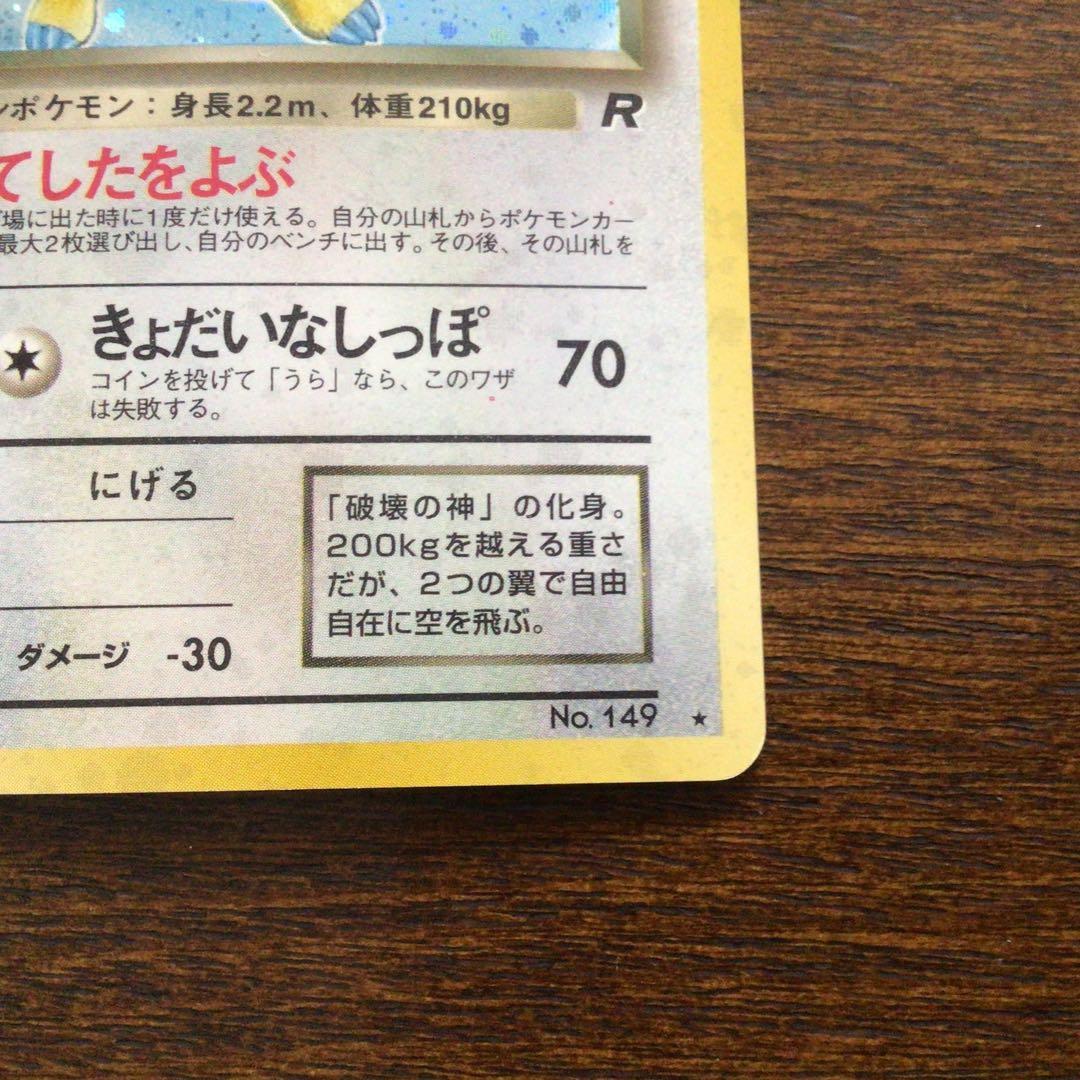 ポケモン：身長2.2m、体重210kg
R
てしたをよぶ
場に出た時に1度だけ使える。自分の山札からポケモンカー
最大2枚選び出し、自分のベンチに出す。その後、その山札を
きょだいなしっぽ 70
コインを投げて「うら」なら、このワザ
は失敗する。
にげる
ダメージ -30
「破壊の神」の化身。
200kgを越える重さ
だが、2つの翼で自由
自在に空を飛ぶ。
No. 149 ★